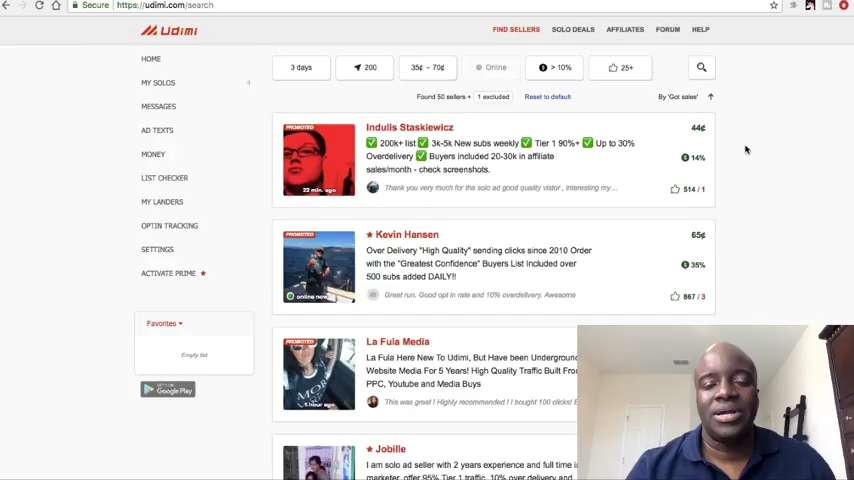 Secure https://udimi.com/search
Udimi
FIND SELLERS SOLO DEALS AFFILIATES FORUM HELP
HOME
MY SOLOS 4
MESSAGES
AD TEXTS
MONEY
LIST CHECKER
MY LANDERS
OPTIN TRACKING
SETTINGS
ACTIVATE PRIME
Favorites
Empty list
GET IT ON
Google Play
3 days 200 35¢ – 70¢ Online $ > 10% 25+
Found 50 sellers + 1 excluded Reset to default By 'Got sales'
PROMOTED
22 min. ago
Indulis Staskiewicz 44¢
✅ 200k+ list ✅ 3k-5k New subs weekly ✅ Tier 1 90%+ ✅ Up to 30%
Overdelivery ✅ Buyers included 20-30k in affiliate
sales/month - check screenshots.
$ 14%
Thank you very much for the solo ad good quality vistor , interesting my…
514 / 1
PROMOTED
online now
Kevin Hansen 65¢
Over Delivery "High Quality" sending clicks since 2010 Order
with the "Greatest Confidence" Buyers List Included over
500 subs added DAILY!!
$ 35%
Great run. Good opt in rate and 10% overdelivery. Awesome
867 / 3
PROMOTED
1 hour ago
La Fula Media
La Fula Here New To Udimi, But Have been Underground
Website Media For 5 Years! High Quality Traffic Built From
PPC, Youtube and Media Buys
This was great ! Highly recommended ! I bought 100 clicks!
PROMOTED
Jobille
I am solo ad seller with 2 years experience and full time in
marketer, offer 95% Tier 1 traffic, 10% over delivery and